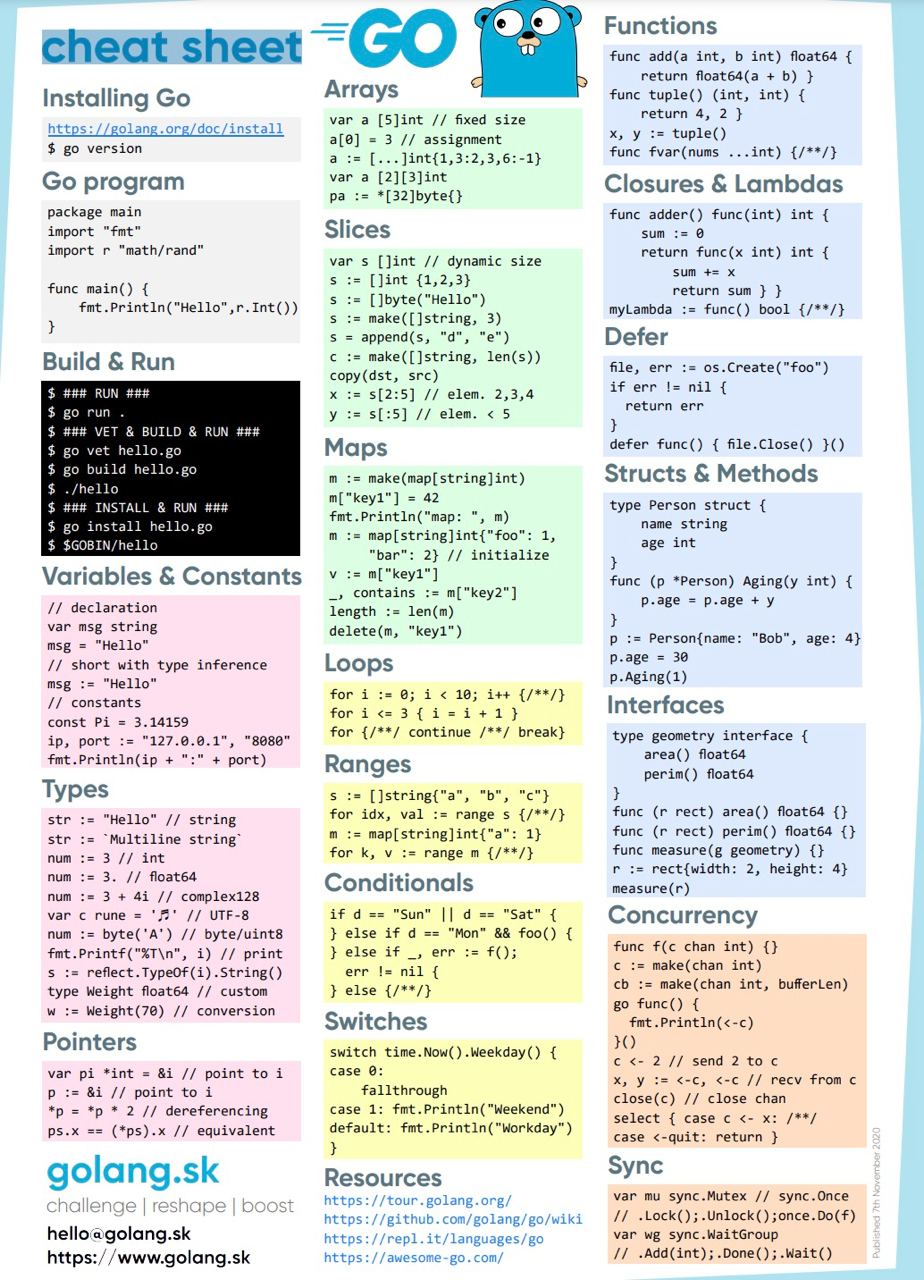 cheat sheet
GO
Installing Go
https://golang.org/doc/install
$ go version
Go program
package main
import "fmt"
import r "math/rand"
func main() {
    fmt.Println("Hello",r.Int())
}
Build & Run
$ ### RUN ###
$ go run .
$ ### VET & BUILD & RUN ###
$ go vet hello.go
$ go build hello.go
$ ./hello
$ ### INSTALL & RUN ###
$ go install hello.go
$ $GOBIN/hello
Variables & Constants
// declaration
var msg string
msg = "Hello"
// short with type inference
msg := "Hello"
// constants
const Pi = 3.14159
ip, port := "127.0.0.1", "8080"
fmt.Println(ip + ":" + port)
Types
str := "Hello" // string
str := `Multiline string`
num := 3 // int
num := 3. // float64
num := 3 + 4i // complex128
var c rune = '♬' // UTF-8
num := byte('A') // byte/uint8
fmt.Printf("%T\n", i) // print
s := reflect.TypeOf(i).String()
type Weight float64 // custom
w := Weight(70) // conversion
Pointers
var pi *int = &i // point to i
p := &i // point to i
*p = *p * 2 // dereferencing
ps.x == (*ps).x // equivalent
golang.sk
challenge | reshape | boost
hello@golang.sk
https://www.golang.sk
Arrays
var a [5]int // fixed size
a[0] = 3 // assignment
a := [...]int{1,3:2,3,6:-1}
var a [2][3]int
pa := *[32]byte{}
Slices
var s []int // dynamic size
s := []int {1,2,3}
s := []byte("Hello")
s := make([]string, 3)
s = append(s, "d", "e")
c := make([]string, len(s))
copy(dst, src)
x := s[2:5] // elem. 2,3,4
y := s[:5] // elem. < 5
Maps
m := make(map[string]int)
m["key1"] = 42
fmt.Println("map: ", m)
m := map[string]int{"foo": 1,
     "bar": 2} // initialize
v := m["key1"]
_, contains := m["key2"]
length := len(m)
delete(m, "key1")
Loops
for i := 0; i < 10; i++ {/**/}
for i <= 3 { i = i + 1 }
for {/**/ continue /**/ break}
Ranges
s := []string{"a", "b", "c"}
for idx, val := range s {/**/}
m := map[string]int{"a": 1}
for k, v := range m {/**/}
Conditionals
if d == "Sun" || d == "Sat" {
} else if d == "Mon" && foo() {
} else if _, err := f();
  err != nil {
} else {/**/}
Switches
switch time.Now().Weekday() {
case 0:
    fallthrough
case 1: fmt.Println("Weekend")
default: fmt.Println("Workday")
}
Resources
https://tour.golang.org/
https://github.com/golang/go/wiki
https://repl.it/languages/go
https://awesome-go.com/
Functions
func add(a int, b int) float64 {
    return float64(a + b) }
func tuple() (int, int) {
    return 4, 2 }
x, y := tuple()
func fvar(nums ...int) {/**/}
Closures & Lambdas
func adder() func(int) int {
    sum := 0
    return func(x int) int {
        sum += x
        return sum } }
myLambda := func() bool {/**/}
Defer
file, err := os.Create("foo")
if err != nil {
  return err
}
defer func() { file.Close() }()
Structs & Methods
type Person struct {
    name string
    age int
}
func (p *Person) Aging(y int) {
    p.age = p.age + y
}
p := Person{name: "Bob", age: 4}
p.age = 30
p.Aging(1)
Interfaces
type geometry interface {
    area() float64
    perim() float64
}
func (r rect) area() float64 {}
func (r rect) perim() float64 {}
func measure(g geometry) {}
r := rect{width: 2, height: 4}
measure(r)
Concurrency
func f(c chan int) {}
c := make(chan int)
cb := make(chan int, bufferLen)
go func() {
  fmt.Println(<-c)
}()
c <- 2 // send 2 to c
x, y := <-c, <-c // recv from c
close(c) // close chan
select { case c <- x: /**/
case <-quit: return }
Sync
var mu sync.Mutex // sync.Once
// .Lock();.Unlock();once.Do(f)
var wg sync.WaitGroup
// .Add(int);.Done();.Wait()
Published 7th November 2020